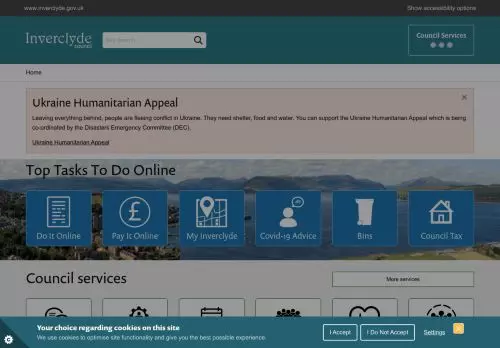 www.inverclyde.gov.uk
Show accessibility options
Inverclyde
council
Council Services
Home
Ukraine Humanitarian Appeal
Leaving everything behind, people are fleeing conflict in Ukraine. They need shelter, food and water. You can support the Ukraine Humanitarian Appeal which is being
co-ordinated by the Disasters Emergency Committee (DEC).
Ukraine Humanitarian Appeal
Top Tasks To Do Online
Do It Online
Pay It Online
My Inverclyde
Covid-19 Advice
Bins
Council Tax
Council services
More services
Your choice regarding cookies on this site
We use cookies to optimise site functionality and give you the best possible experience.
I Accept
I Do Not Accept
Settings